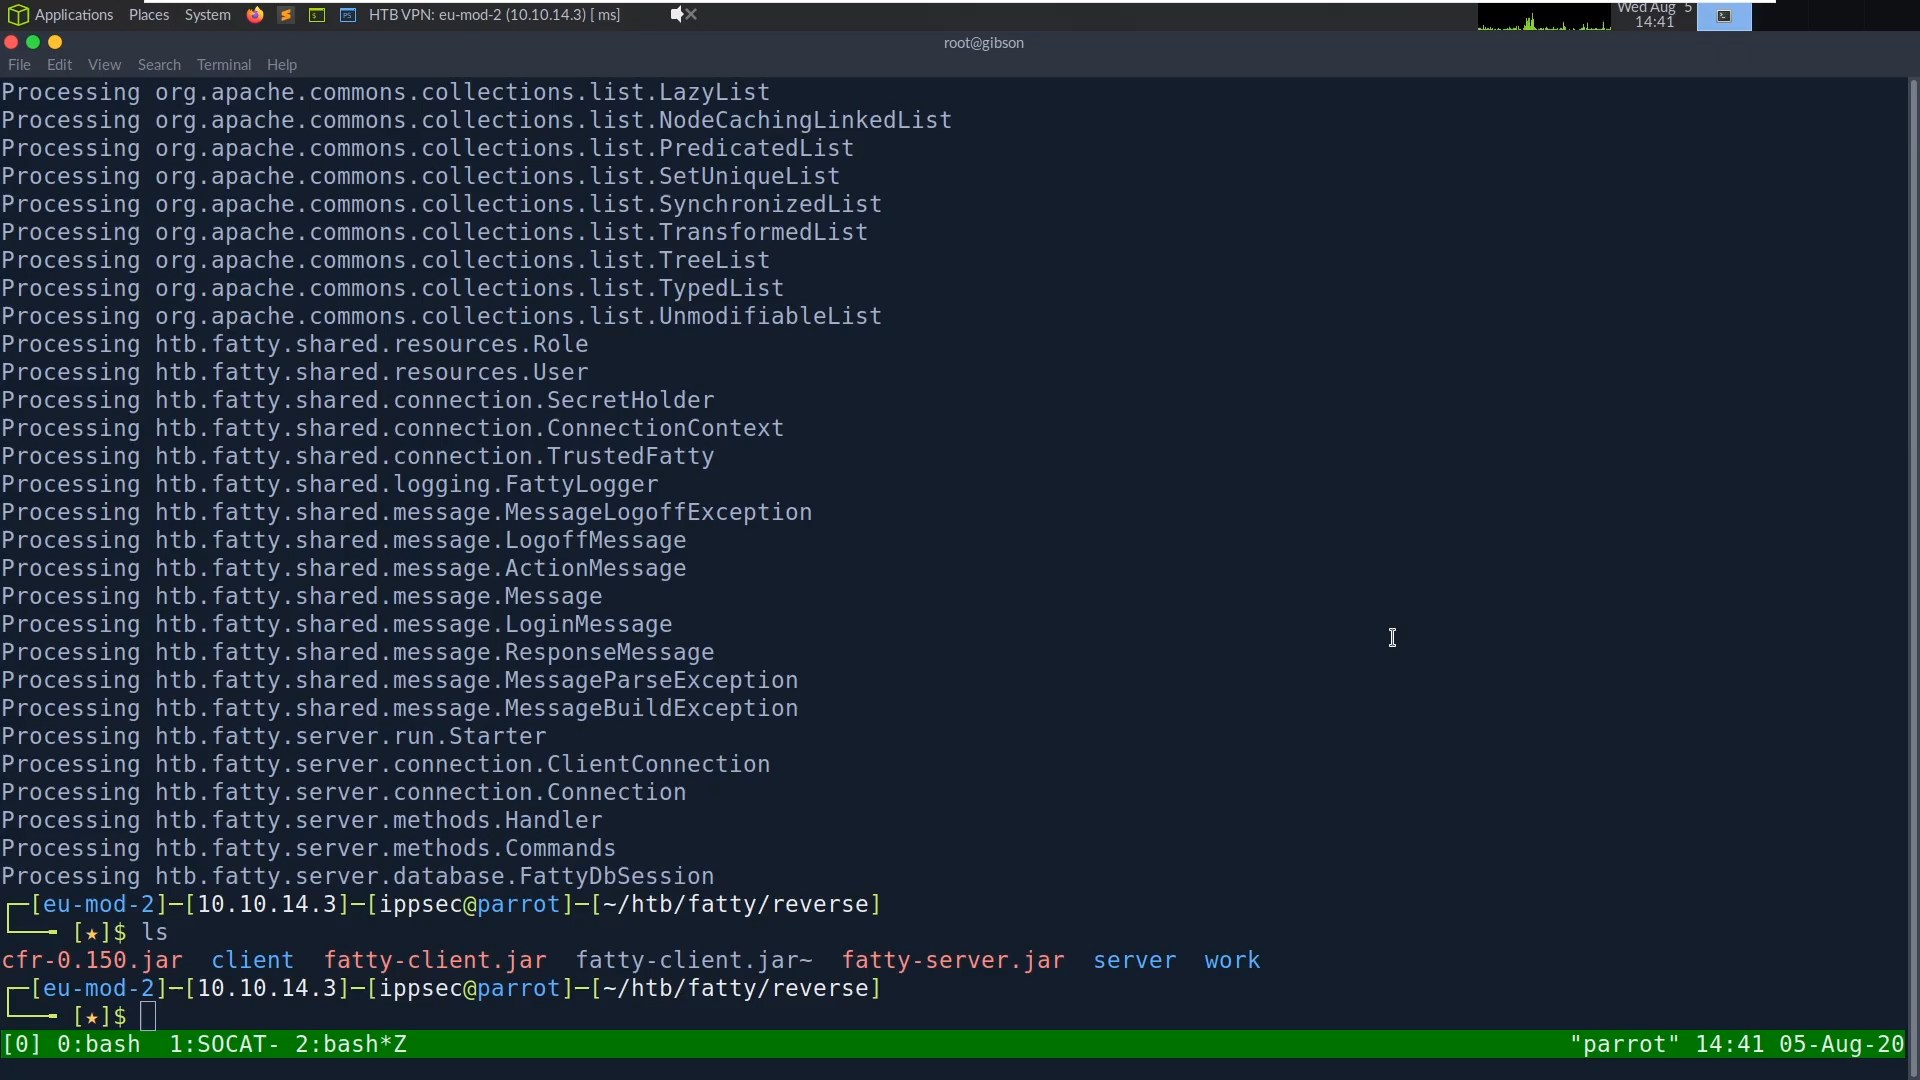 Applications Places System HTB VPN: eu-mod-2 (10.10.14.3) [ ms] Wed Aug 5
14:41
root@gibson
File Edit View Search Terminal Help
Processing org.apache.commons.collections.list.LazyList
Processing org.apache.commons.collections.list.NodeCachingLinkedList
Processing org.apache.commons.collections.list.PredicatedList
Processing org.apache.commons.collections.list.SetUniqueList
Processing org.apache.commons.collections.list.SynchronizedList
Processing org.apache.commons.collections.list.TransformedList
Processing org.apache.commons.collections.list.TreeList
Processing org.apache.commons.collections.list.TypedList
Processing org.apache.commons.collections.list.UnmodifiableList
Processing htb.fatty.shared.resources.Role
Processing htb.fatty.shared.resources.User
Processing htb.fatty.shared.connection.SecretHolder
Processing htb.fatty.shared.connection.ConnectionContext
Processing htb.fatty.shared.connection.TrustedFatty
Processing htb.fatty.shared.logging.FattyLogger
Processing htb.fatty.shared.message.MessageLogoffException
Processing htb.fatty.shared.message.LogoffMessage
Processing htb.fatty.shared.message.ActionMessage
Processing htb.fatty.shared.message.Message
Processing htb.fatty.shared.message.LoginMessage
Processing htb.fatty.shared.message.ResponseMessage
Processing htb.fatty.shared.message.MessageParseException
Processing htb.fatty.shared.message.MessageBuildException
Processing htb.fatty.server.run.Starter
Processing htb.fatty.server.connection.ClientConnection
Processing htb.fatty.server.connection.Connection
Processing htb.fatty.server.methods.Handler
Processing htb.fatty.server.methods.Commands
Processing htb.fatty.server.database.FattyDbSession
┌─[eu-mod-2]─[10.10.14.3]─[ippsec@parrot]─[~/htb/fatty/reverse]
└──╼ [★]$ ls
cfr-0.150.jar client fatty-client.jar fatty-client.jar~ fatty-server.jar server work
┌─[eu-mod-2]─[10.10.14.3]─[ippsec@parrot]─[~/htb/fatty/reverse]
└──╼ [★]$
[0] 0:bash 1:SOCAT- 2:bash*Z "parrot" 14:41 05-Aug-20